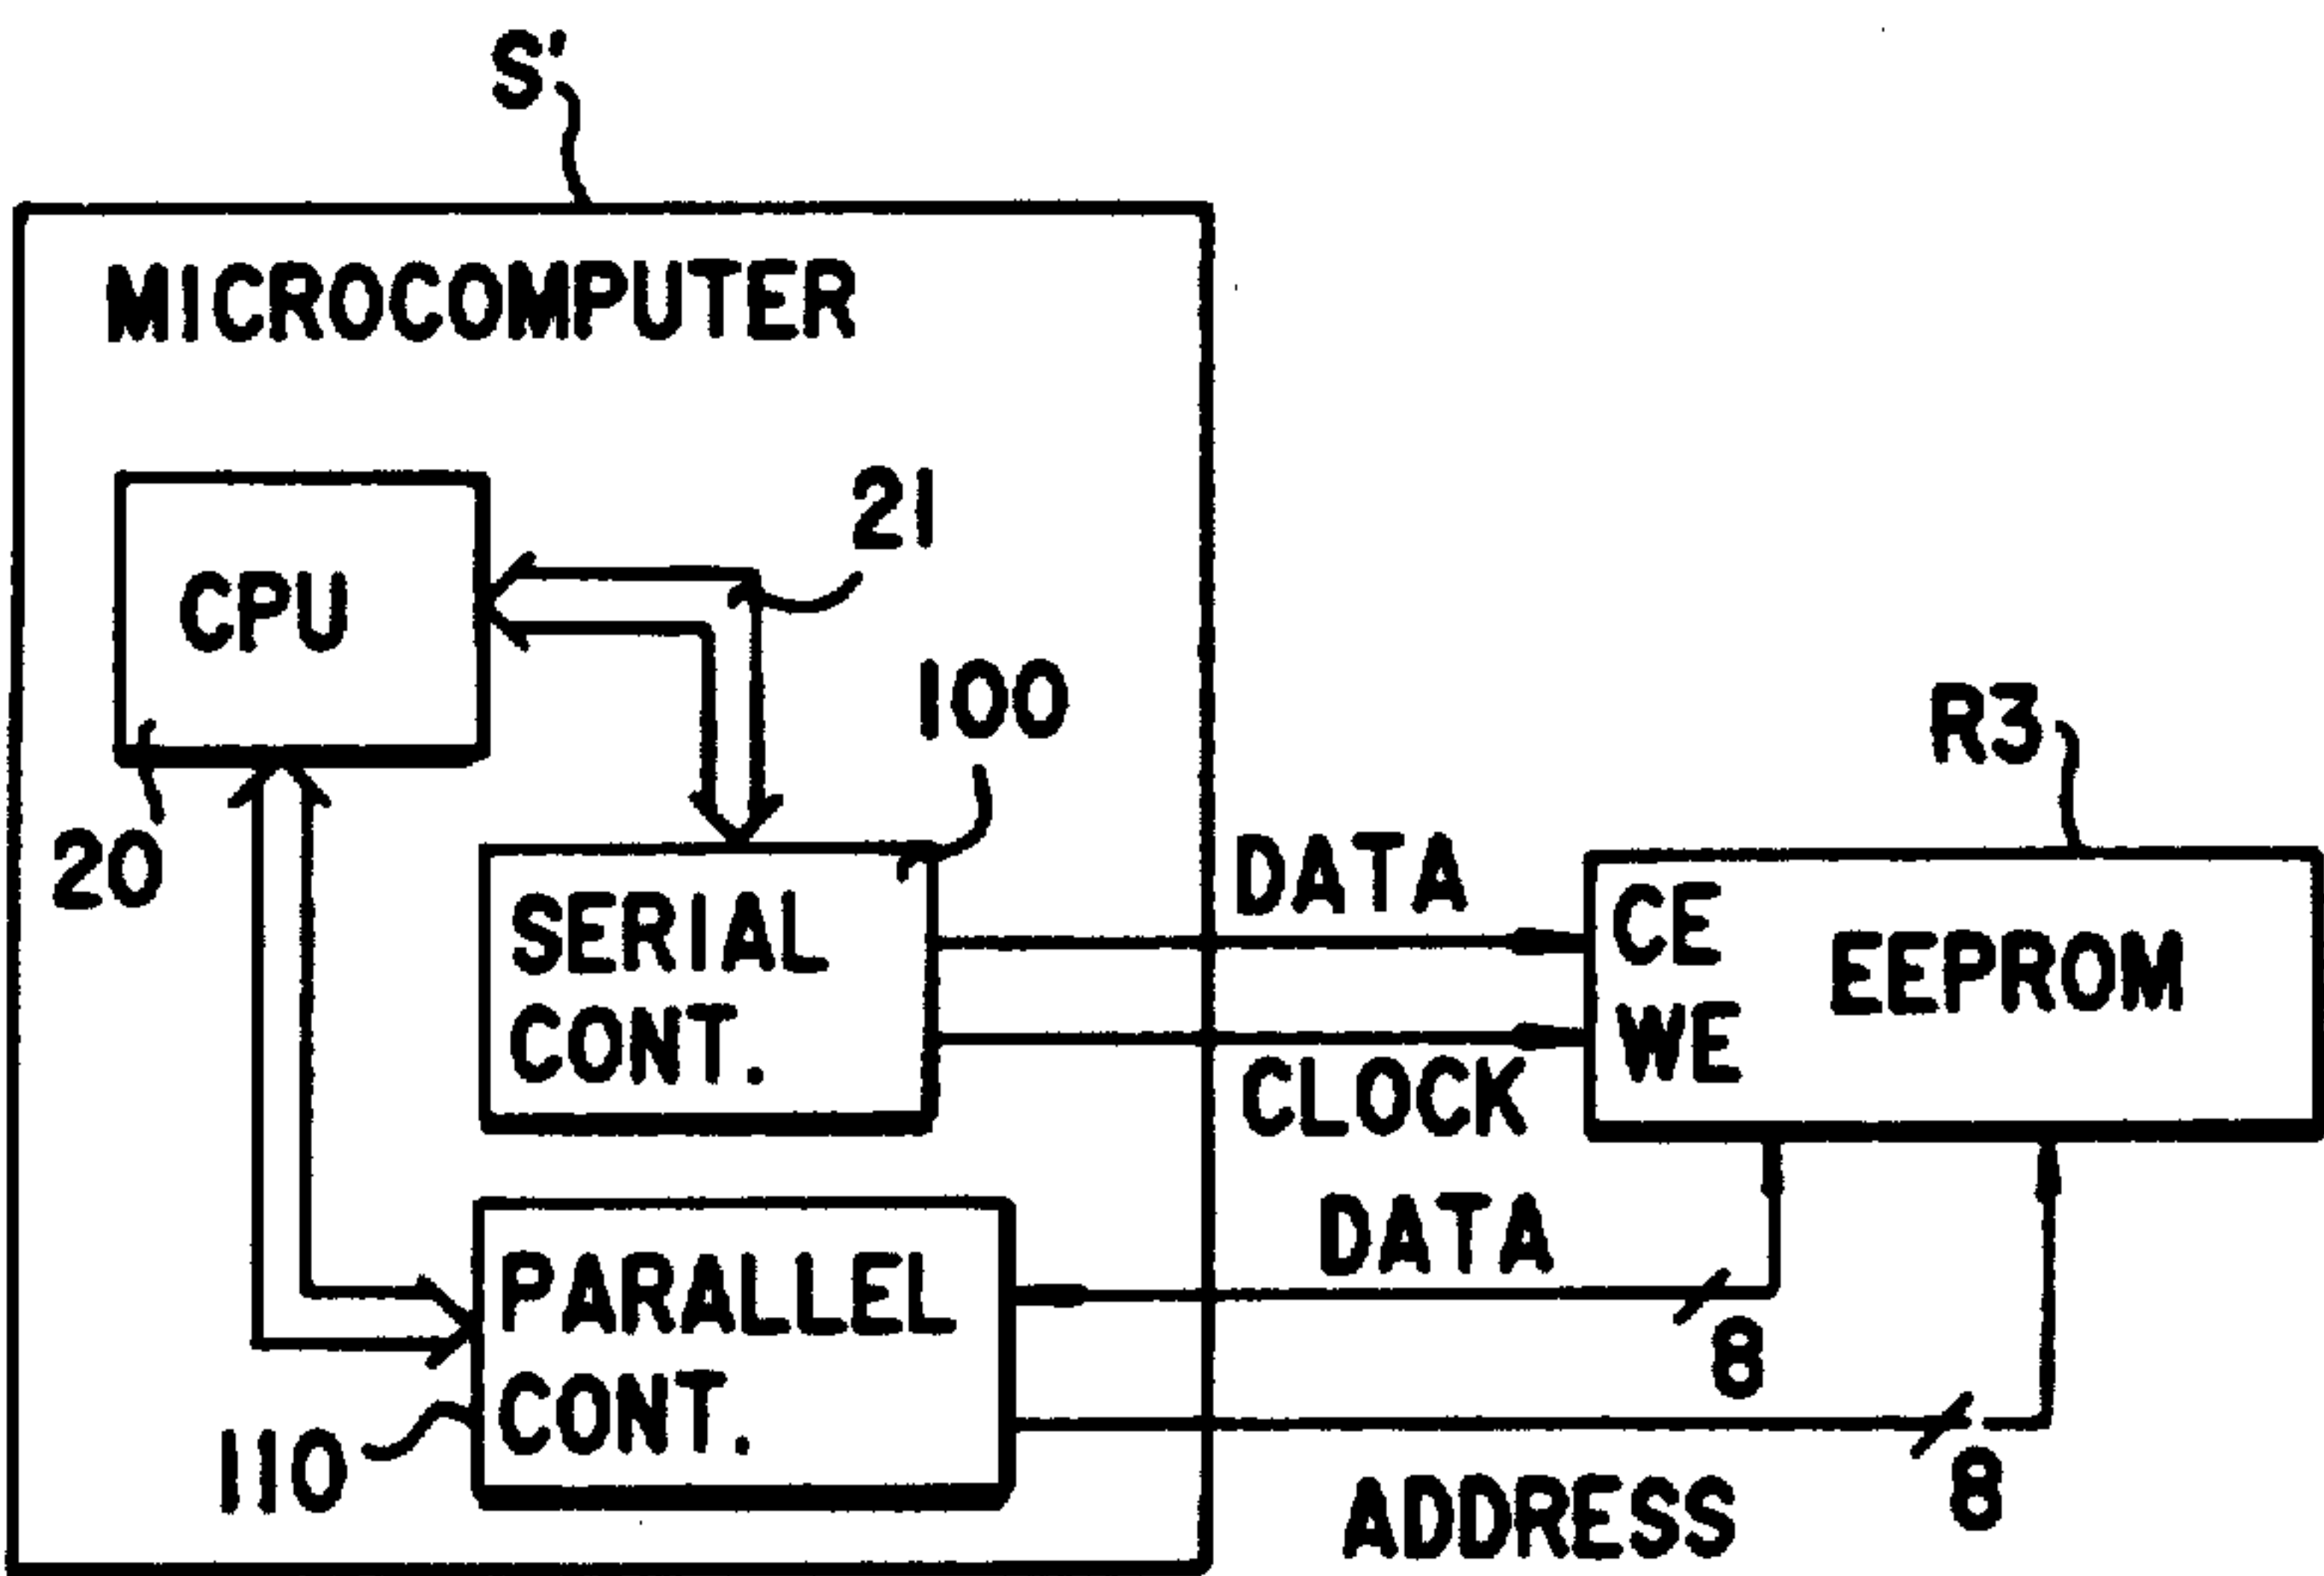 S'
MICROCOMPUTER
21
CPU
100
R3
20
DATA
SERIAL
CONT.
CE
EEPROM
WE
CLOCK
DATA
PARALLEL
CONT.
8
110
8
ADDRESS